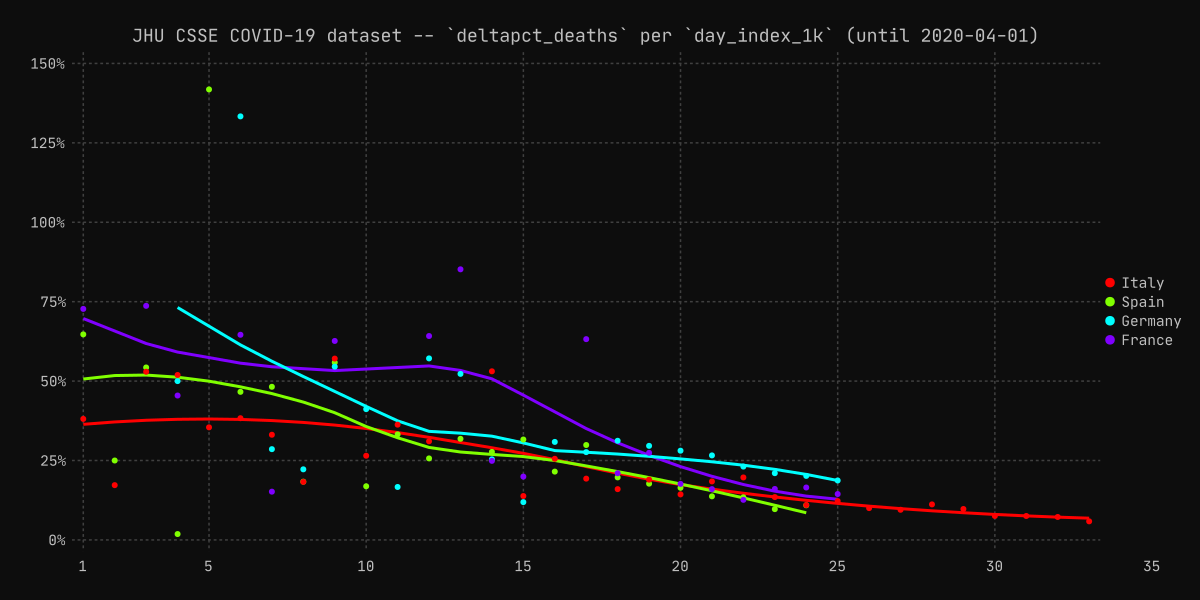 JHU CSSE COVID-19 dataset -- `deltapct_deaths` per `day_index_1k` (until 2020-04-01)
150%
125%
100%
75%
50%
25%
0%
1 5 10 15 20 25 30 35
Italy
Spain
Germany
France